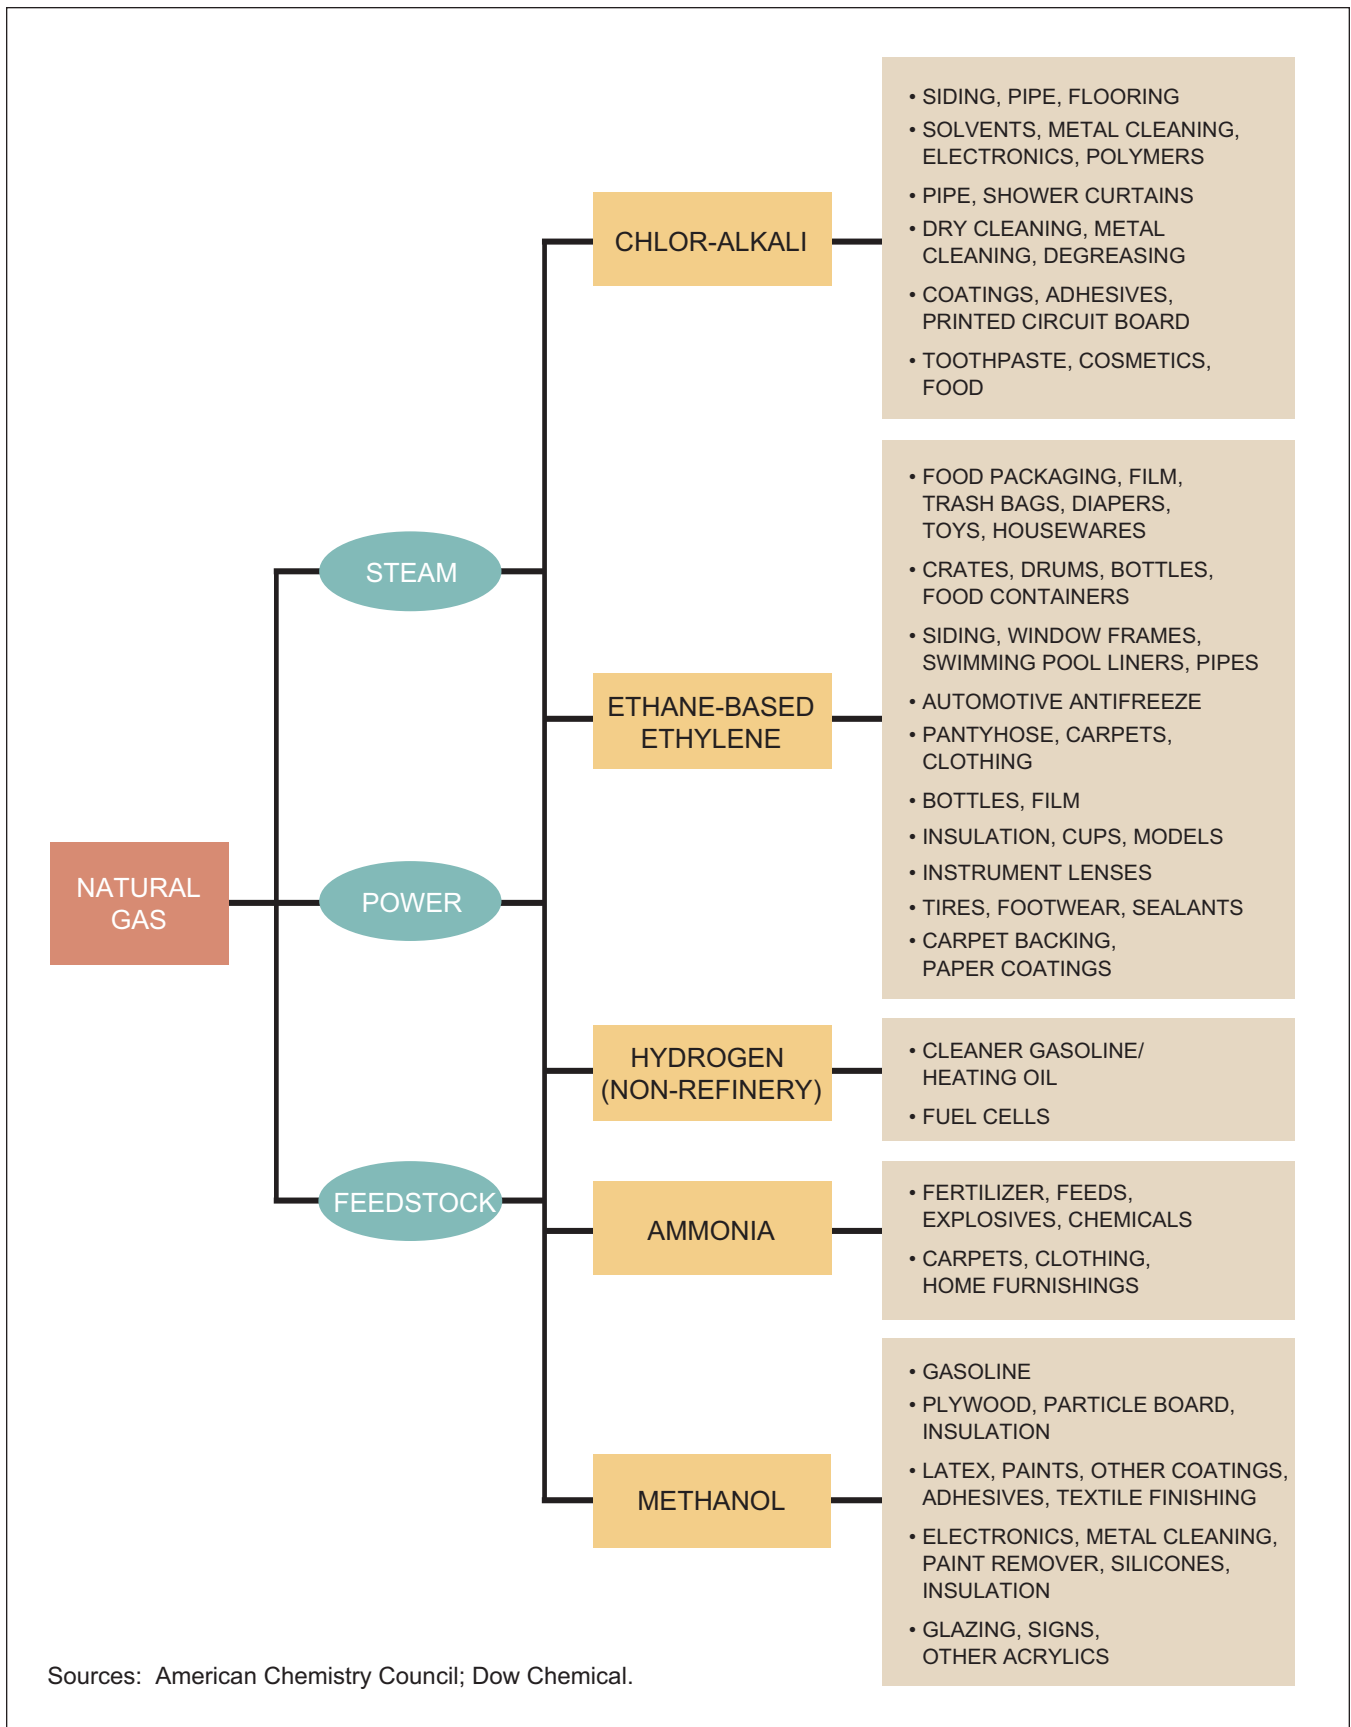 NATURAL
GAS
STEAM
POWER
FEEDSTOCK
CHLOR-ALKALI
• SIDING, PIPE, FLOORING
• SOLVENTS, METAL CLEANING,
ELECTRONICS, POLYMERS
• PIPE, SHOWER CURTAINS
• DRY CLEANING, METAL
CLEANING, DEGREASING
• COATINGS, ADHESIVES,
PRINTED CIRCUIT BOARD
• TOOTHPASTE, COSMETICS,
FOOD
ETHANE-BASED
ETHYLENE
• FOOD PACKAGING, FILM,
TRASH BAGS, DIAPERS,
TOYS, HOUSEWARES
• CRATES, DRUMS, BOTTLES,
FOOD CONTAINERS
• SIDING, WINDOW FRAMES,
SWIMMING POOL LINERS, PIPES
• AUTOMOTIVE ANTIFREEZE
• PANTYHOSE, CARPETS,
CLOTHING
• BOTTLES, FILM
• INSULATION, CUPS, MODELS
• INSTRUMENT LENSES
• TIRES, FOOTWEAR, SEALANTS
• CARPET BACKING,
PAPER COATINGS
HYDROGEN
(NON-REFINERY)
• CLEANER GASOLINE/
HEATING OIL
• FUEL CELLS
AMMONIA
• FERTILIZER, FEEDS,
EXPLOSIVES, CHEMICALS
• CARPETS, CLOTHING,
HOME FURNISHINGS
METHANOL
• GASOLINE
• PLYWOOD, PARTICLE BOARD,
INSULATION
• LATEX, PAINTS, OTHER COATINGS,
ADHESIVES, TEXTILE FINISHING
• ELECTRONICS, METAL CLEANING,
PAINT REMOVER, SILICONES,
INSULATION
• GLAZING, SIGNS,
OTHER ACRYLICS
Sources: American Chemistry Council; Dow Chemical.